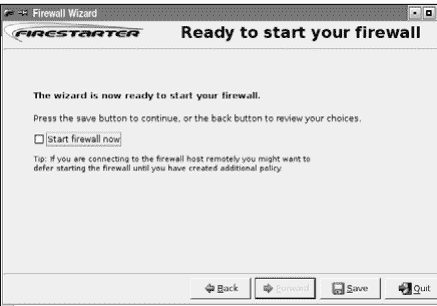 Firewall Wizard
FIRESTARTER
Ready to start your firewall
The wizard is now ready to start your firewall.
Press the save button to continue, or the back button to review your choices.
Start firewall now
Tip: If you are connecting to the firewall host remotely you might want to
defer starting the firewall until you have created additional policy.
Back
Forward
Save
Quit